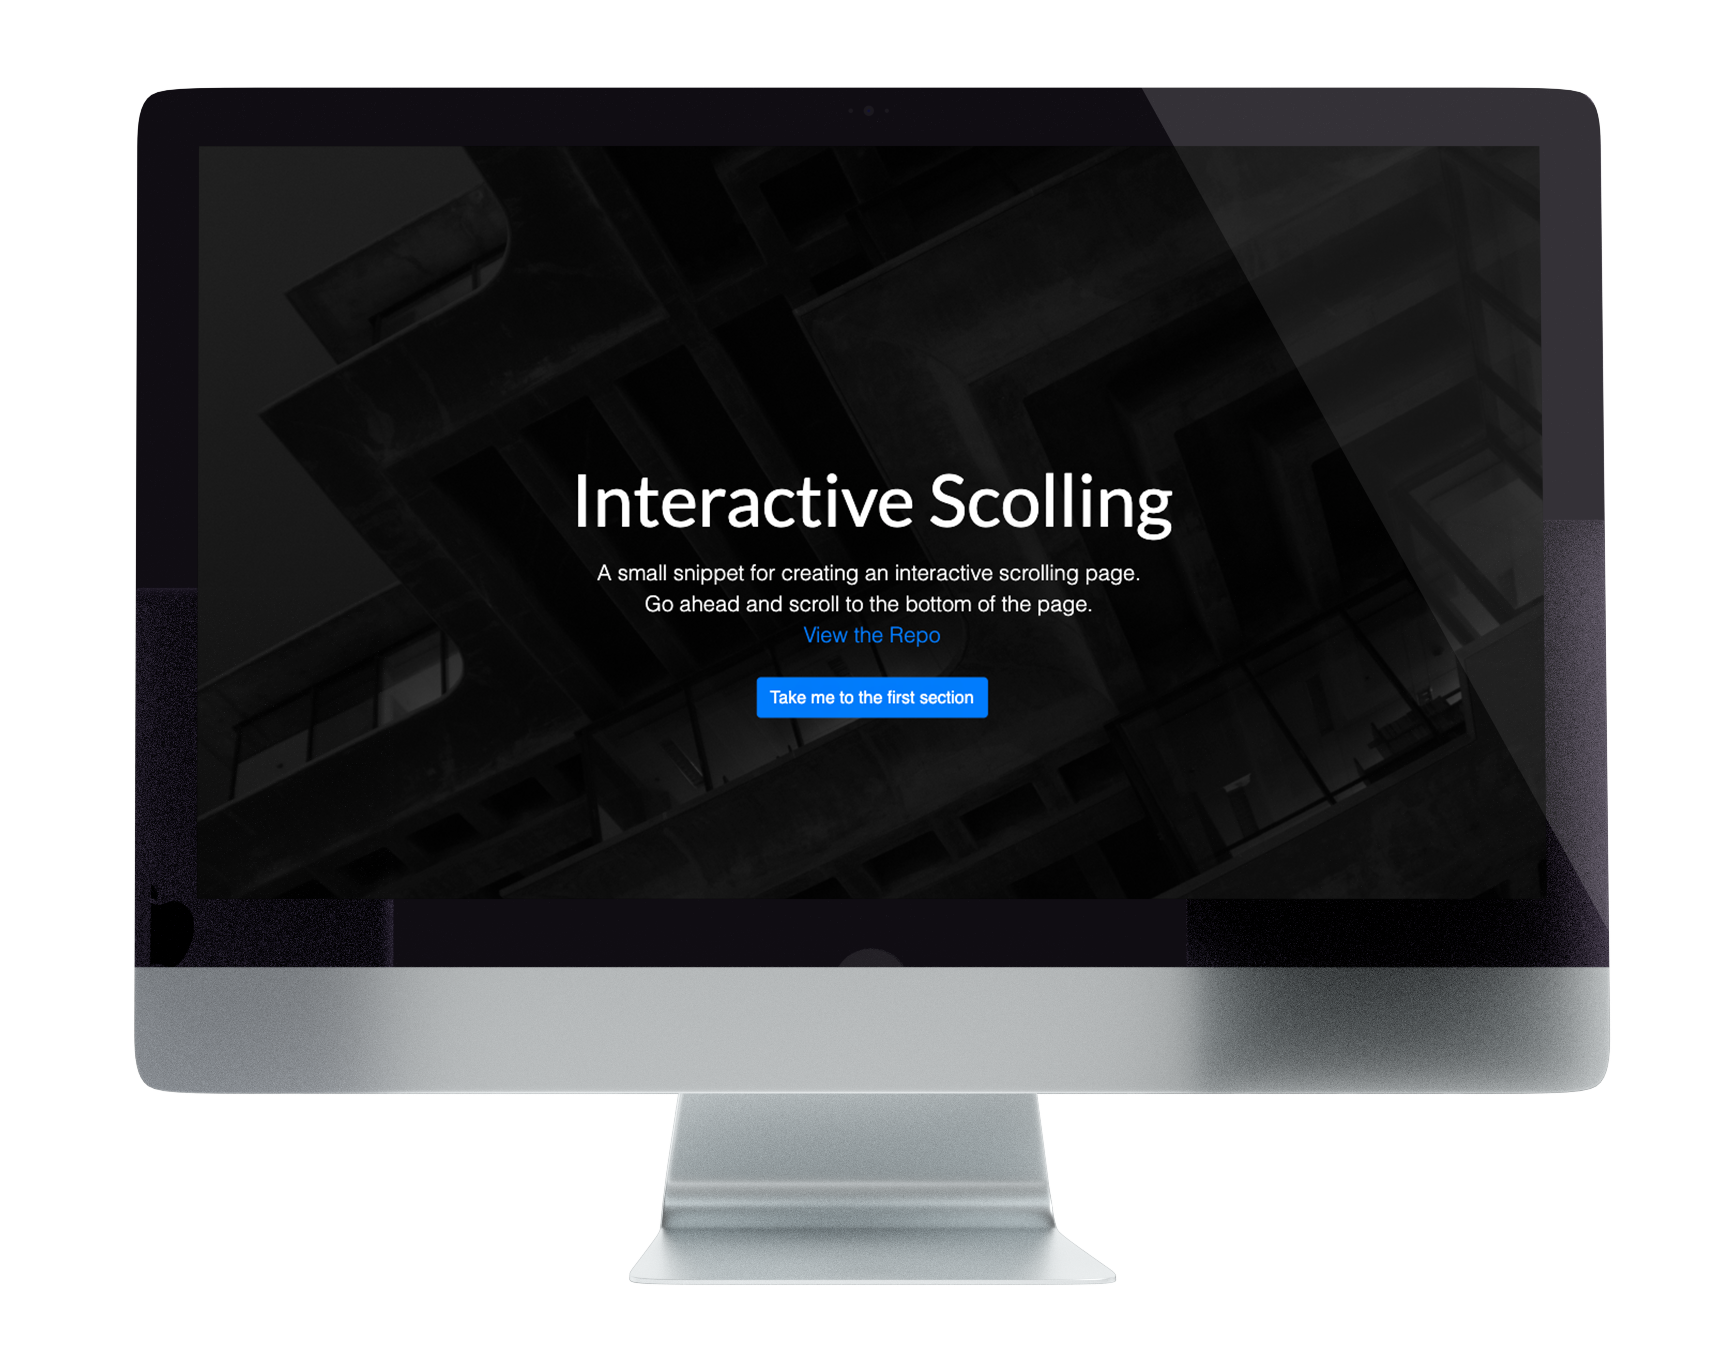 Interactive Scolling
A small snippet for creating an interactive scrolling page.
Go ahead and scroll to the bottom of the page.
View the Repo
Take me to the first section